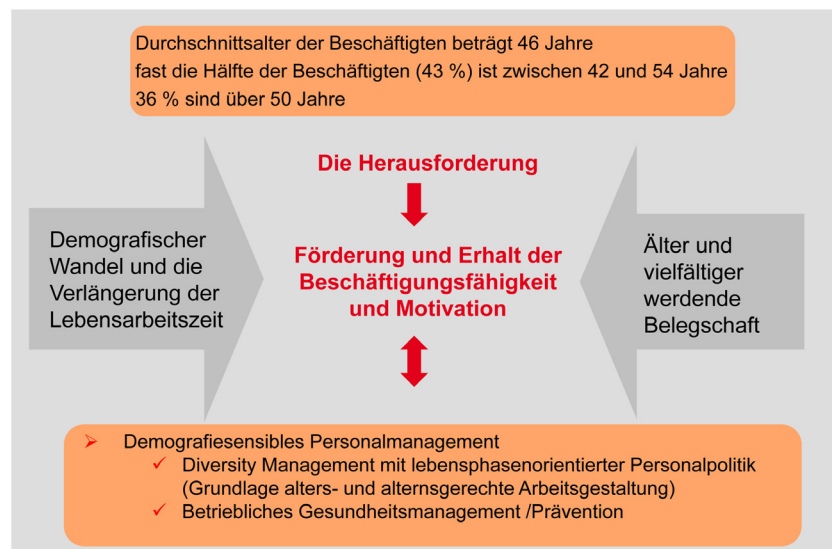 Durchschnittsalter der Beschäftigten beträgt 46 Jahre
fast die Hälfte der Beschäftigten (43 %) ist zwischen 42 und 54 Jahre
36 % sind über 50 Jahre
Die Herausforderung
Demografischer
Wandel und die
Verlängerung der
Lebensarbeitszeit
Förderung und Erhalt der
Beschäftigungsfähigkeit
und Motivation
Älter und
vielfältiger
werdende
Belegschaft
Demografiesensibles Personalmanagement
Diversity Management mit lebensphasenorientierter Personalpolitik
(Grundlage alters- und alternsgerechte Arbeitsgestaltung)
Betriebliches Gesundheitsmanagement /Prävention